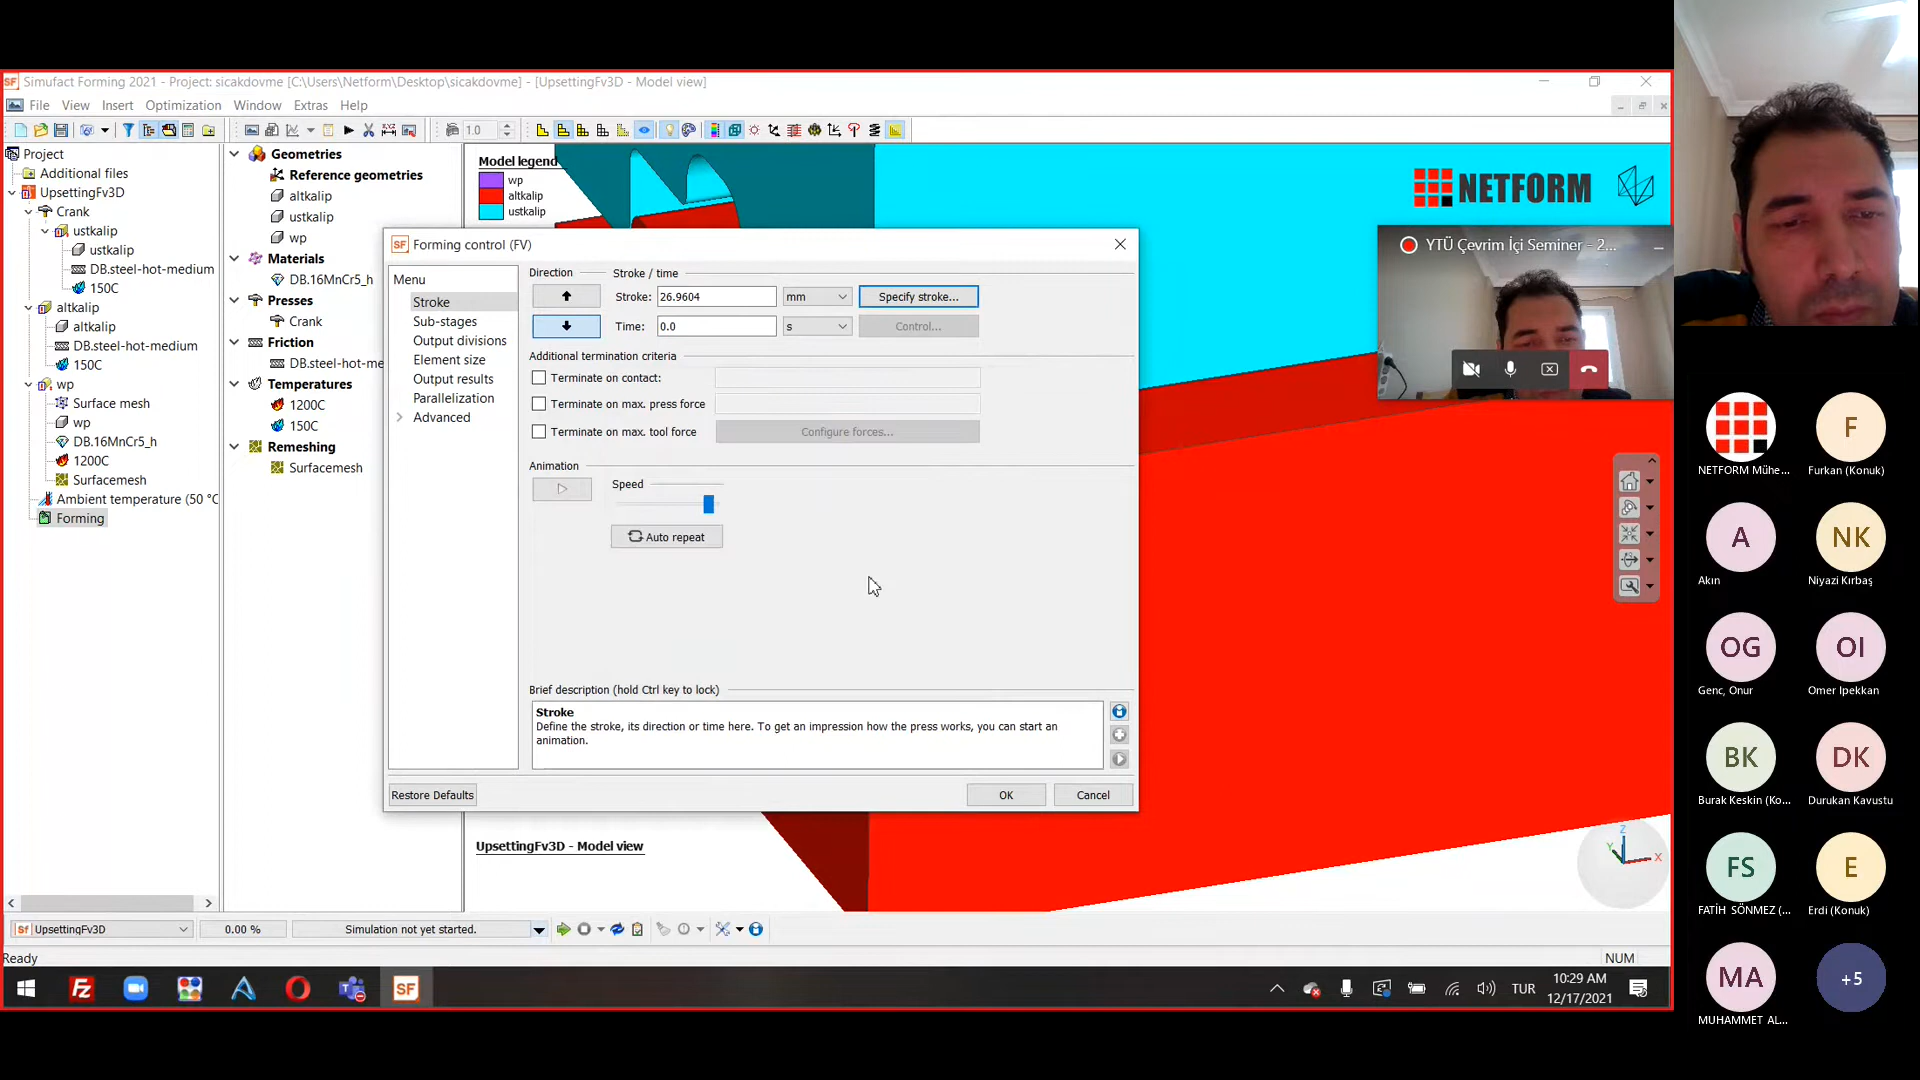 Simufact Forming 2021 - Project: sicakdovme [C:\Users\Netform\Desktop\sicakdovme] - [UpsettingFv3D - Model view]
File View Insert Optimization Window Extras Help
1.0
Project
Additional files
UpsettingFv3D
Crank
ustkalip
ustkalip
DB.steel-hot-medium
150C
altkalip
altkalip
DB.steel-hot-medium
150C
wp
Surface mesh
wp
DB.16MnCr5_h
1200C
Surfacemesh
Ambient temperature (50 °C
Forming
Geometries
Reference geometries
altkalip
ustkalip
wp
Materials
DB.16MnCr5_h
Presses
Crank
Friction
DB.steel-hot-me
Temperatures
1200C
150C
Remeshing
Surfacemesh
Model legend
wp
altkalip
ustkalip
NETFORM
YTÜ Çevrim İçi Seminer - 2...
Forming control (FV)
Menu
Stroke
Sub-stages
Output divisions
Element size
Output results
Parallelization
Advanced
Direction
Stroke / time
Stroke: 26.9604 mm Specify stroke...
Time: 0.0 s Control...
Additional termination criteria
Terminate on contact:
Terminate on max. press force
Terminate on max. tool force Configure forces...
Animation
Speed
Auto repeat
Brief description (hold Ctrl key to lock)
Stroke
Define the stroke, its direction or time here. To get an impression how the press works, you can start an
animation.
Restore Defaults OK Cancel
UpsettingFv3D - Model view
Z
Y
X
UpsettingFv3D 0.00 % Simulation not yet started.
Ready
NUM
TUR
10:29 AM
12/17/2021
NETFORM Mühe...
F
Furkan (Konuk)
A
Akın
NK
Niyazi Kırbaş
OG
Genc, Onur
OI
Omer Ipekkan
BK
Burak Keskin (Ko...
DK
Durukan Kavustu
FS
FATİH SÖNMEZ (...
E
Erdi (Konuk)
MA
MUHAMMET AL...
+5